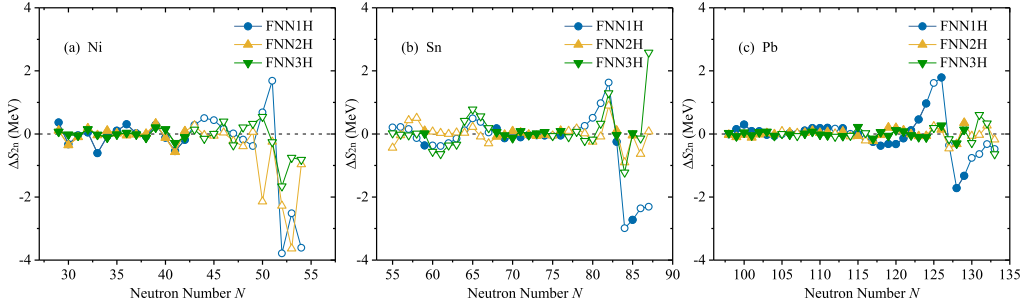 (a) Ni
FNN1H
FNN2H
FNN3H
ΔS2n (MeV)
4
2
0
-2
-4
30 35 40 45 50 55
Neutron Number N
(b) Sn
FNN1H
FNN2H
FNN3H
ΔS2n (MeV)
4
2
0
-2
-4
55 60 65 70 75 80 85 90
Neutron Number N
(c) Pb
FNN1H
FNN2H
FNN3H
ΔS2n (MeV)
4
2
0
-2
-4
100 105 110 115 120 125 130 135
Neutron Number N